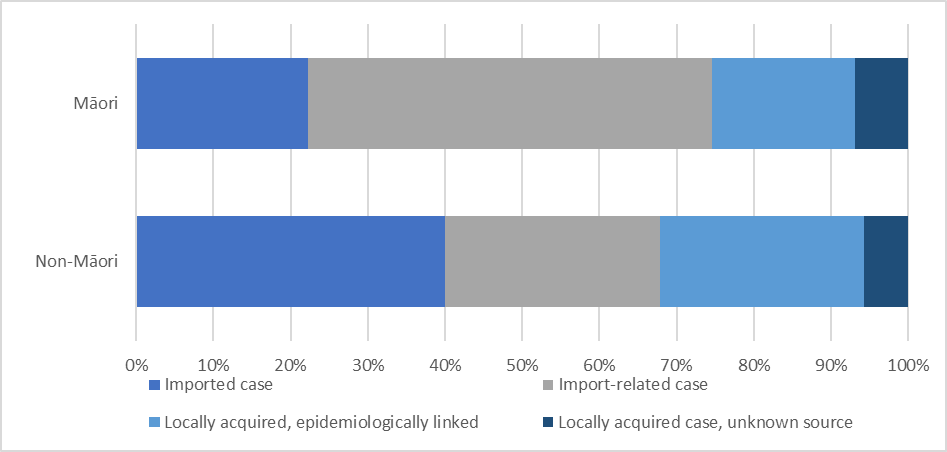 Māori
Non-Māori
0% 10% 20% 30% 40% 50% 60% 70% 80% 90% 100%
Imported case Import-related case
Locally acquired, epidemiologically linked Locally acquired case, unknown source